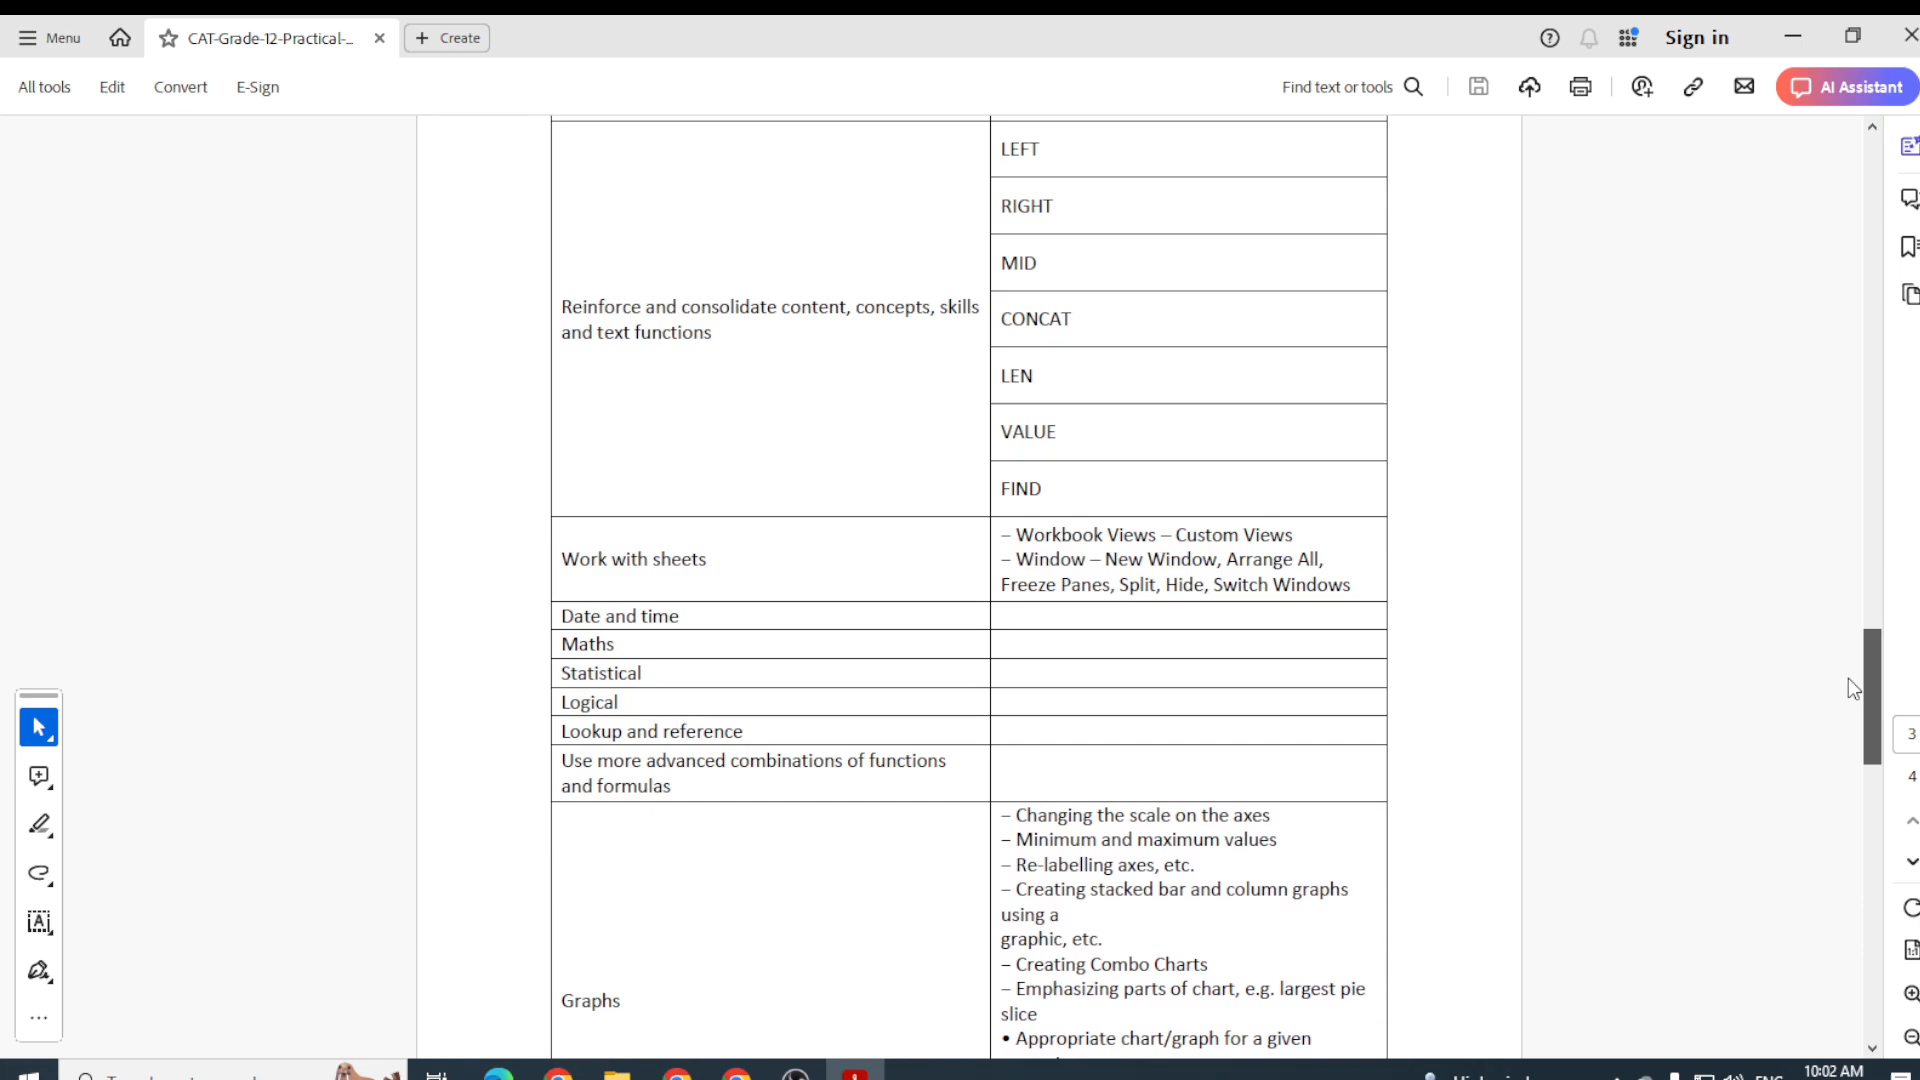 Menu
CAT-Grade-12-Practical-...
Create
Sign in
All tools
Edit
Convert
E-Sign
Find text or tools
AI Assistant
LEFT
RIGHT
MID
Reinforce and consolidate content, concepts, skills
and text functions
CONCAT
LEN
VALUE
FIND
Work with sheets
– Workbook Views – Custom Views
– Window – New Window, Arrange All,
Freeze Panes, Split, Hide, Switch Windows
Date and time
Maths
Statistical
Logical
Lookup and reference
Use more advanced combinations of functions
and formulas
Graphs
– Changing the scale on the axes
– Minimum and maximum values
– Re-labelling axes, etc.
– Creating stacked bar and column graphs
using a
graphic, etc.
– Creating Combo Charts
– Emphasizing parts of chart, e.g. largest pie
slice
• Appropriate chart/graph for a given
3
4
10:02 AM